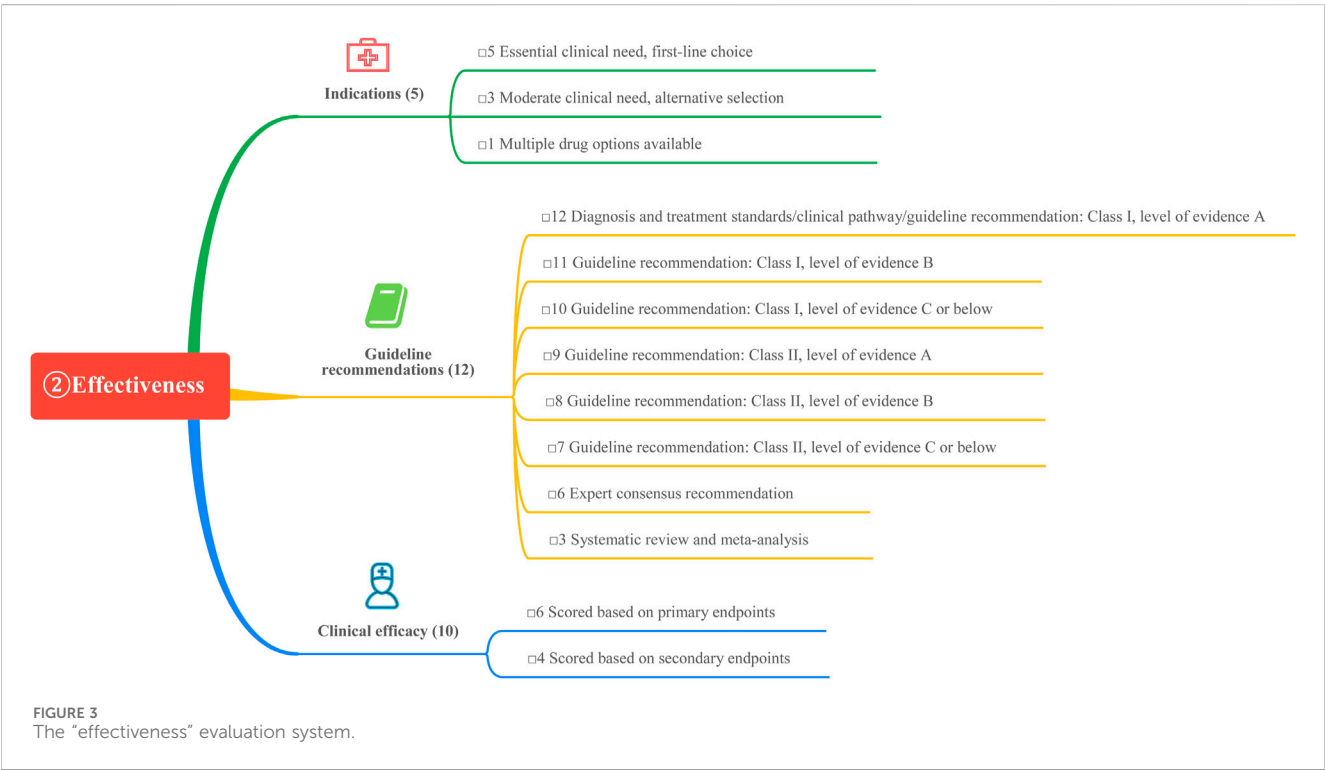 ②Effectiveness
Indications (5)
□5 Essential clinical need, first-line choice
□3 Moderate clinical need, alternative selection
□1 Multiple drug options available
Guideline
recommendations (12)
□12 Diagnosis and treatment standards/clinical pathway/guideline recommendation: Class I, level of evidence A
□11 Guideline recommendation: Class I, level of evidence B
□10 Guideline recommendation: Class I, level of evidence C or below
□9 Guideline recommendation: Class II, level of evidence A
□8 Guideline recommendation: Class II, level of evidence B
□7 Guideline recommendation: Class II, level of evidence C or below
□6 Expert consensus recommendation
□3 Systematic review and meta-analysis
Clinical efficacy (10)
□6 Scored based on primary endpoints
□4 Scored based on secondary endpoints
FIGURE 3
The “effectiveness” evaluation system.